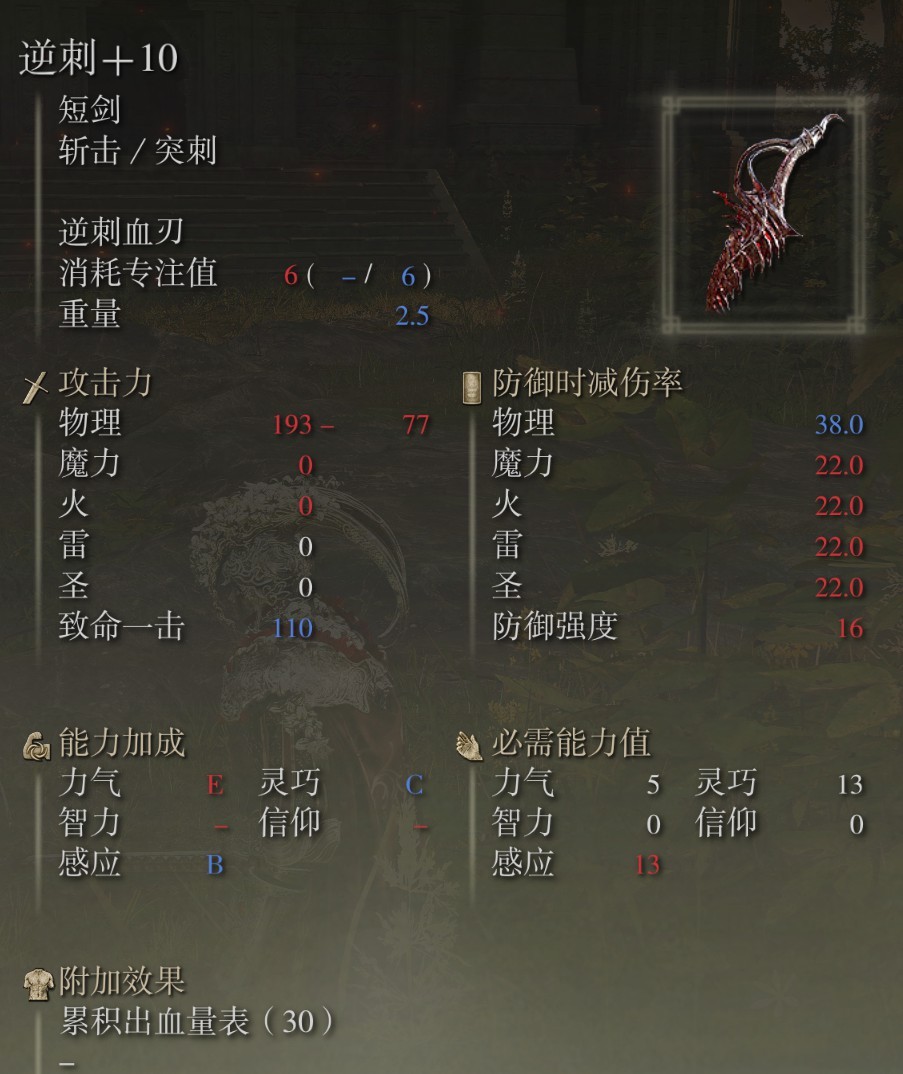 逆刺+10
短剑
斩击 / 突刺
逆刺血刃
消耗专注值 6 ( – / 6 )
重量 2.5
攻击力
物理 193 – 77
魔力 0
火 0
雷 0
圣 0
致命一击 110
防御时减伤率
物理 38.0
魔力 22.0
火 22.0
雷 22.0
圣 22.0
防御强度 16
能力加成
力气 E 灵巧 C
智力 – 信仰 –
感应 B
必需能力值
力气 5 灵巧 13
智力 0 信仰 0
感应 13
附加效果
累积出血量表（30）
–